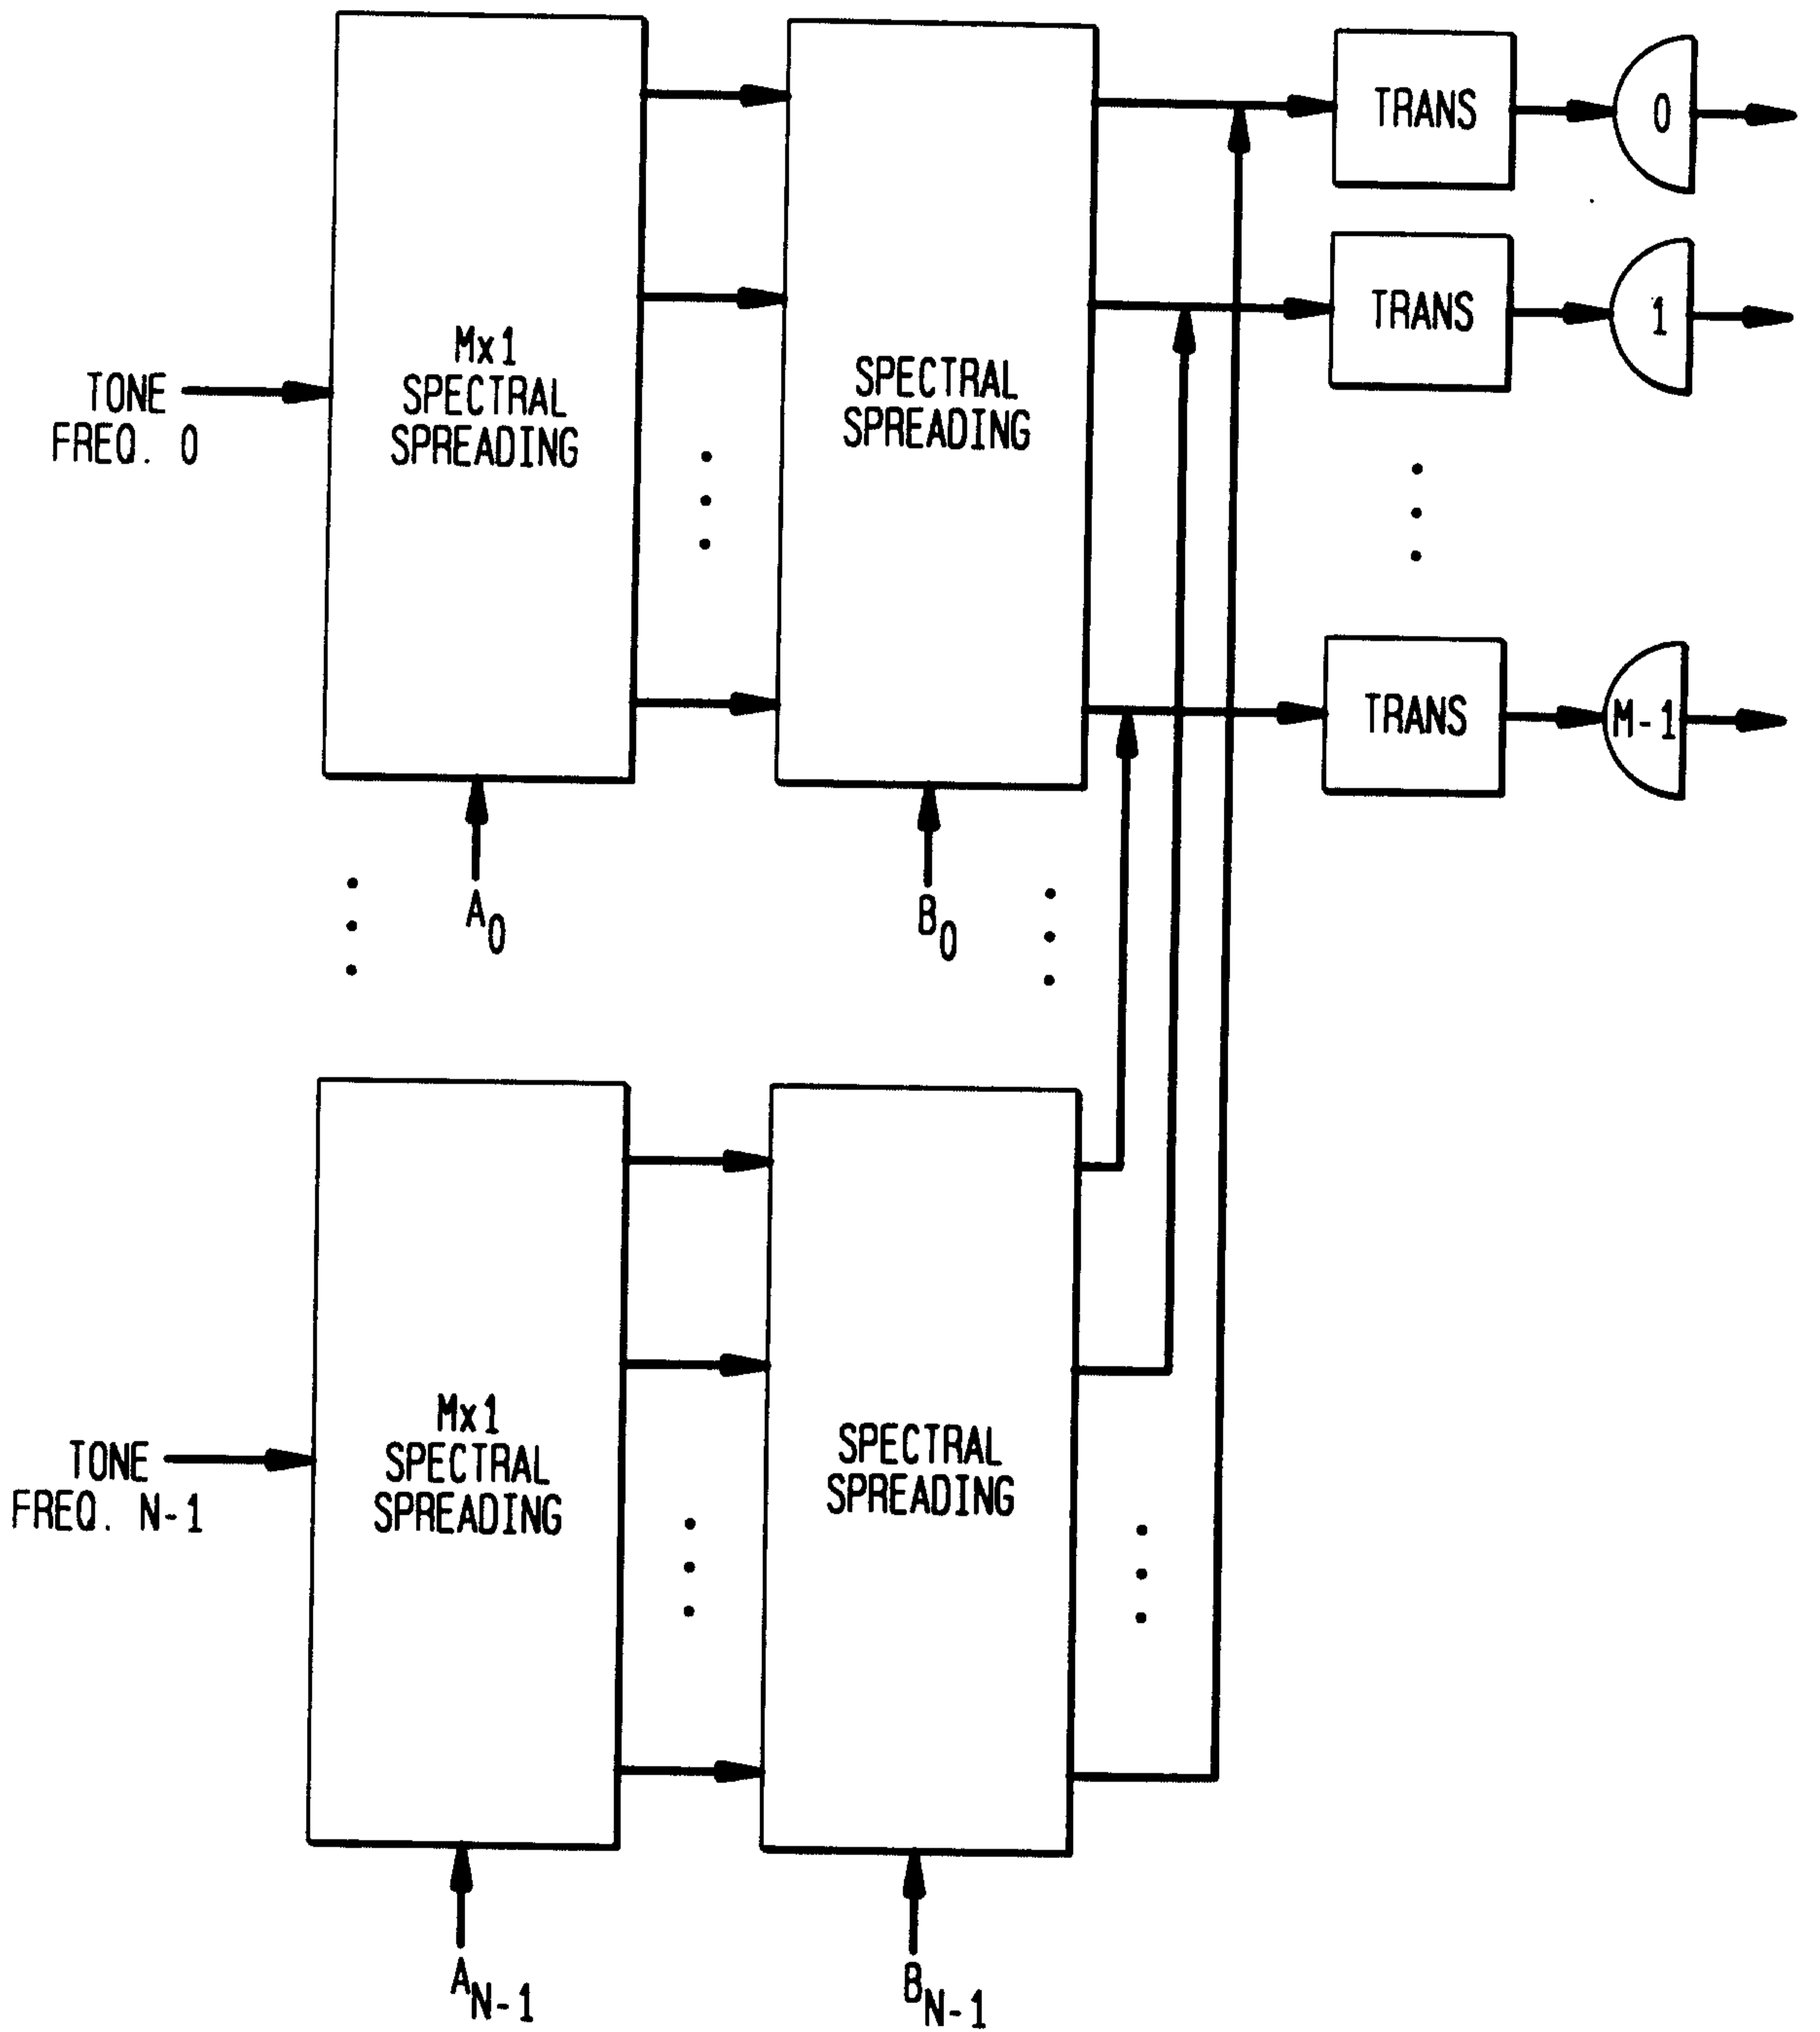 TRANS
0
TRANS
1
Mx1
SPECTRAL
SPREADING
SPECTRAL
SPREADING
TONE
FREQ. 0
TRANS
M-1
A0
B0
Mx1
SPECTRAL
SPREADING
SPECTRAL
SPREADING
TONE
FREQ. N-1
AN-1
BN-1